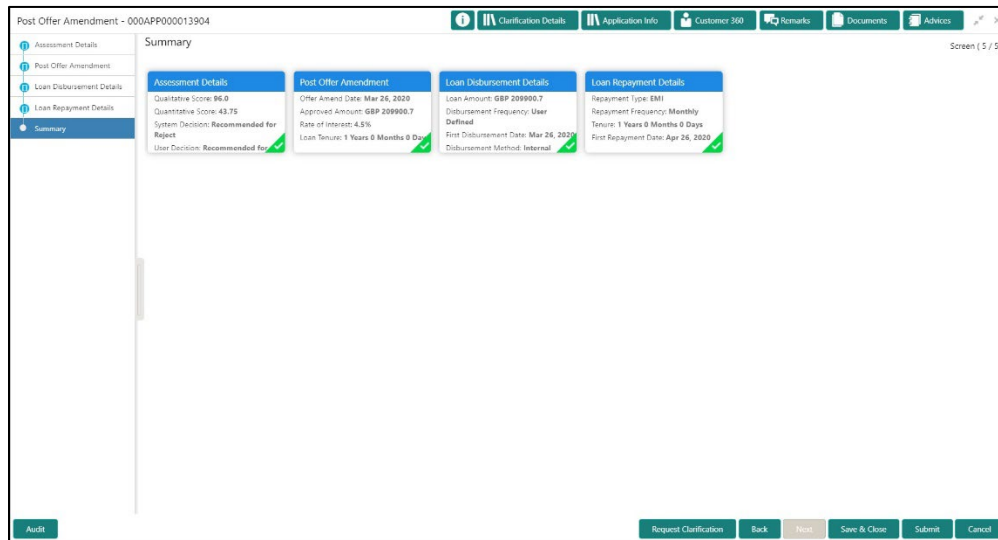 Post Offer Amendment - 000APP000013904
Clarification Details
Application Info
Customer 360
Remarks
Documents
Advices
Assessment Details
Post Offer Amendment
Loan Disbursement Details
Loan Repayment Details
Summary
Summary
Screen ( 5 / 5
Assessment Details
Qualitative Score: 96.0
Quantitative Score: 43.75
System Decision: Recommended for
Reject
User Decision: Recommended for
Post Offer Amendment
Offer Amend Date: Mar 26, 2020
Approved Amount: GBP 209900.7
Rate of Interest: 4.5%
Loan Tenure: 1 Years 0 Months 0 Days
Loan Disbursement Details
Loan Amount: GBP 209900.7
Disbursement Frequency: User
Defined
First Disbursement Date: Mar 26, 2020
Disbursement Method: Internal
Loan Repayment Details
Repayment Type: EMI
Repayment Frequency: Monthly
Tenure: 1 Years 0 Months 0 Days
First Repayment Date: Apr 26, 2020
Audit
Request Clarification
Back
Next
Save & Close
Submit
Cancel